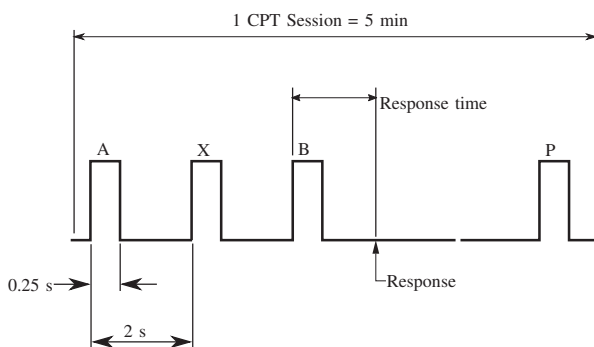 1 CPT Session = 5 min
Response time
A
X
B
P
0.25 s
Response
2 s